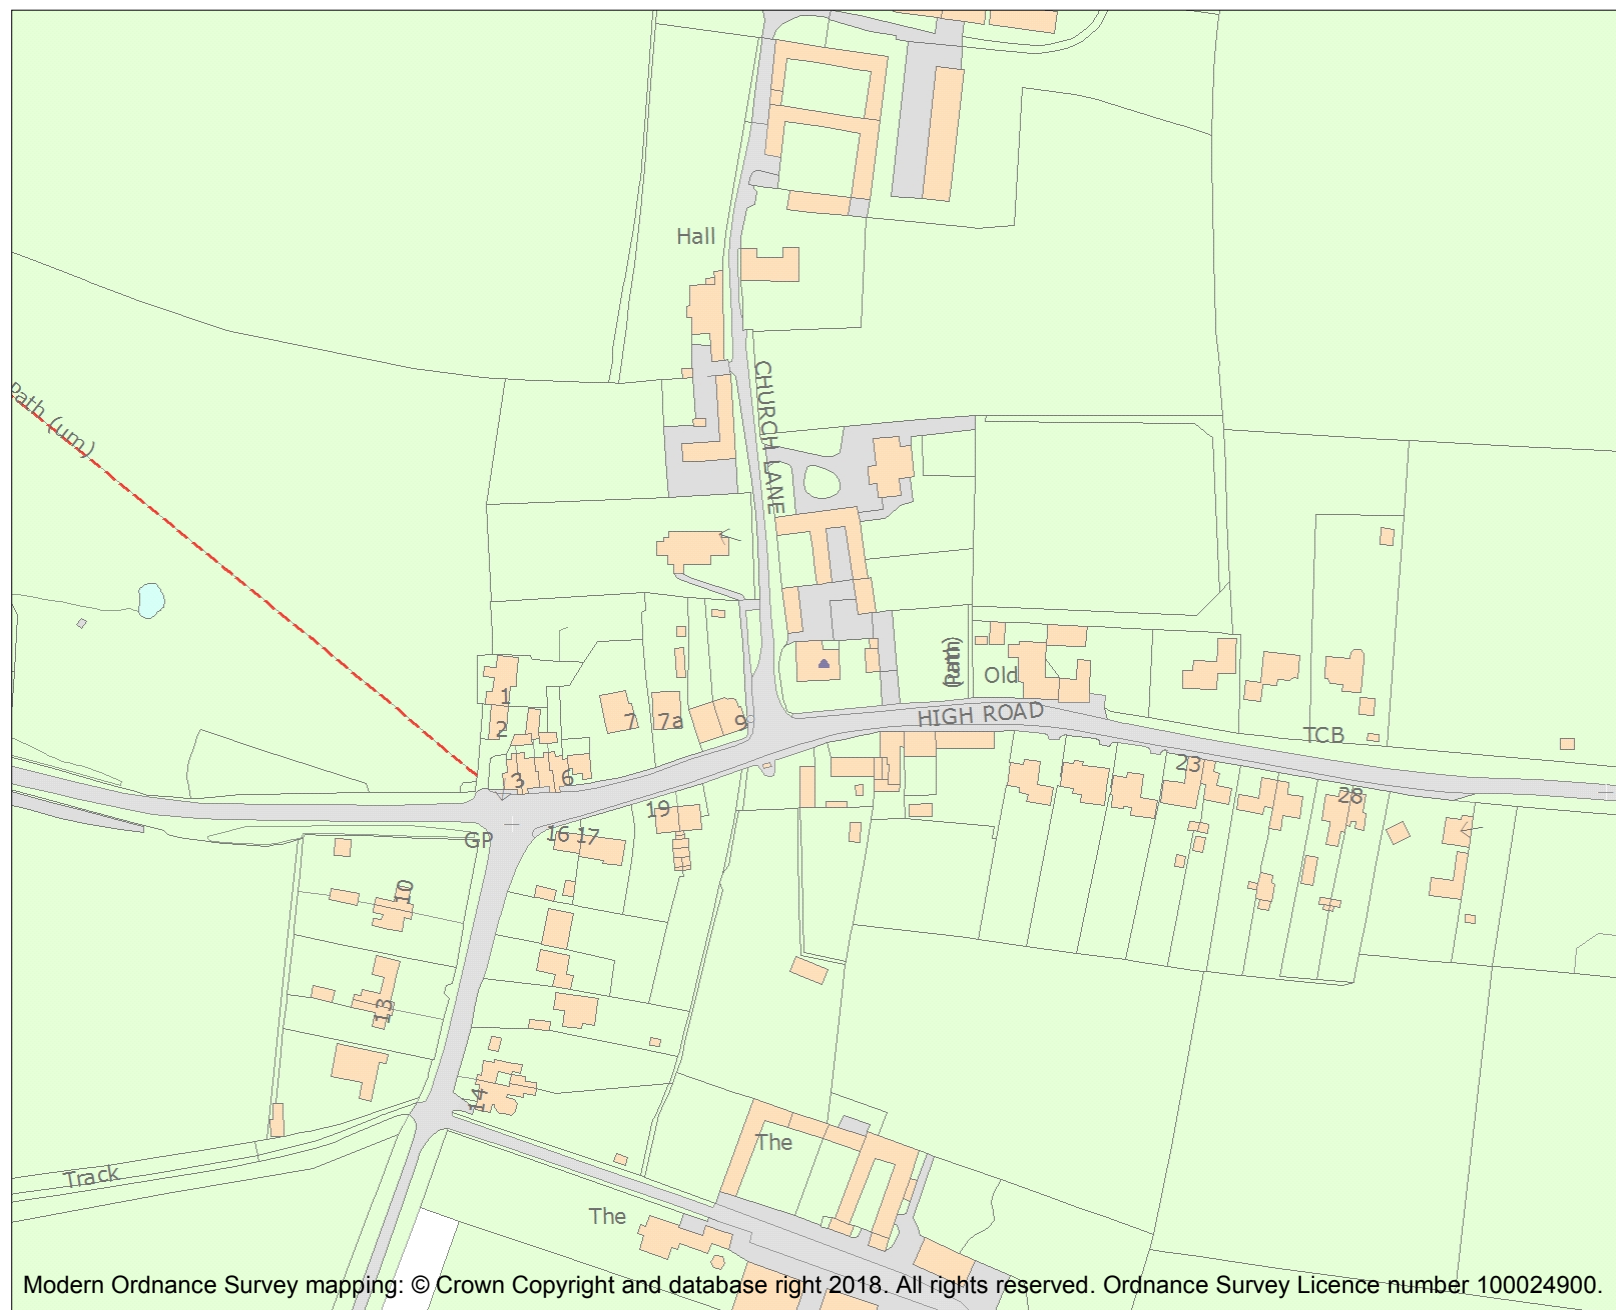 Hall
CHURCH LANE
Path (um)
(Path)
Old
1
2
7
7a
9
HIGH ROAD
TCB
3
6
23
28
19
GP
16
17
10
13
14
The
Track
The
Modern Ordnance Survey mapping: © Crown Copyright and database right 2018. All rights reserved. Ordnance Survey Licence number 100024900.